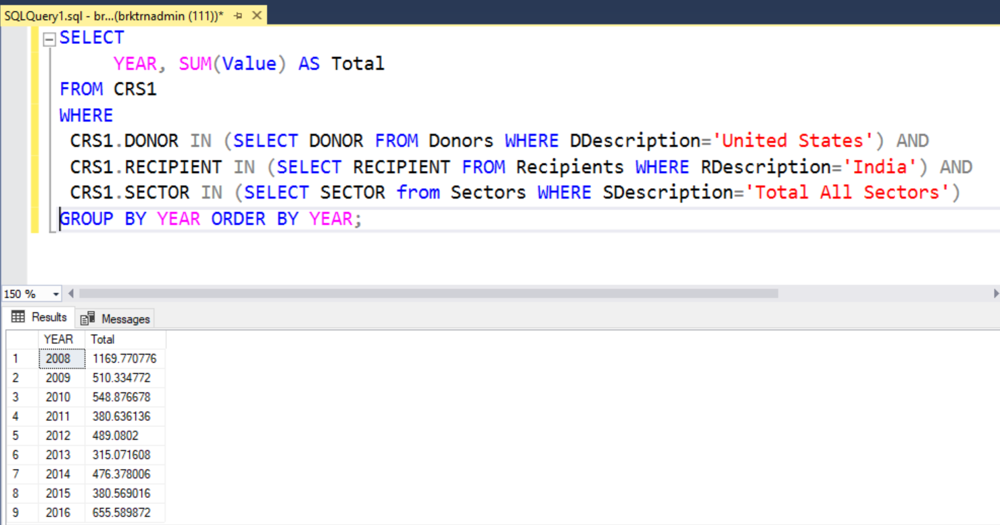 SQLQuery1.sql - br...(brktrnadmin (111))*
SELECT
YEAR, SUM(Value) AS Total
FROM CRS1
WHERE
CRS1.DONOR IN (SELECT DONOR FROM Donors WHERE DDescription='United States') AND
CRS1.RECIPIENT IN (SELECT RECIPIENT FROM Recipients WHERE RDescription='India') AND
CRS1.SECTOR IN (SELECT SECTOR from Sectors WHERE SDescription='Total All Sectors')
GROUP BY YEAR ORDER BY YEAR;
150 %
Results Messages
YEAR Total
1 2008 1169.770776
2 2009 510.334772
3 2010 548.876678
4 2011 380.636136
5 2012 489.0802
6 2013 315.071608
7 2014 476.378006
8 2015 380.569016
9 2016 655.589872